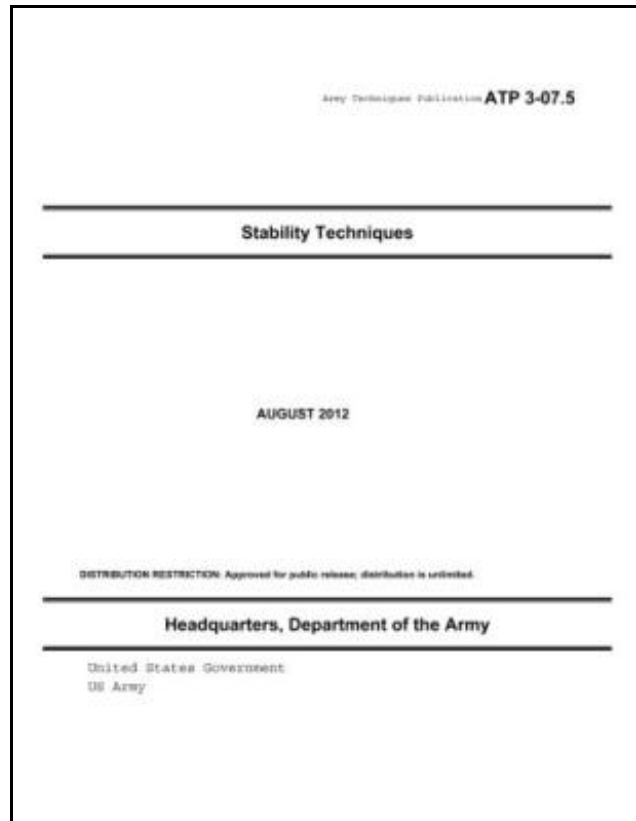 Army Techniques Publication ATP 3-07.5
Stability Techniques
AUGUST 2012
DISTRIBUTION RESTRICTION: Approved for public release; distribution is unlimited.
Headquarters, Department of the Army
United States Government
US Army